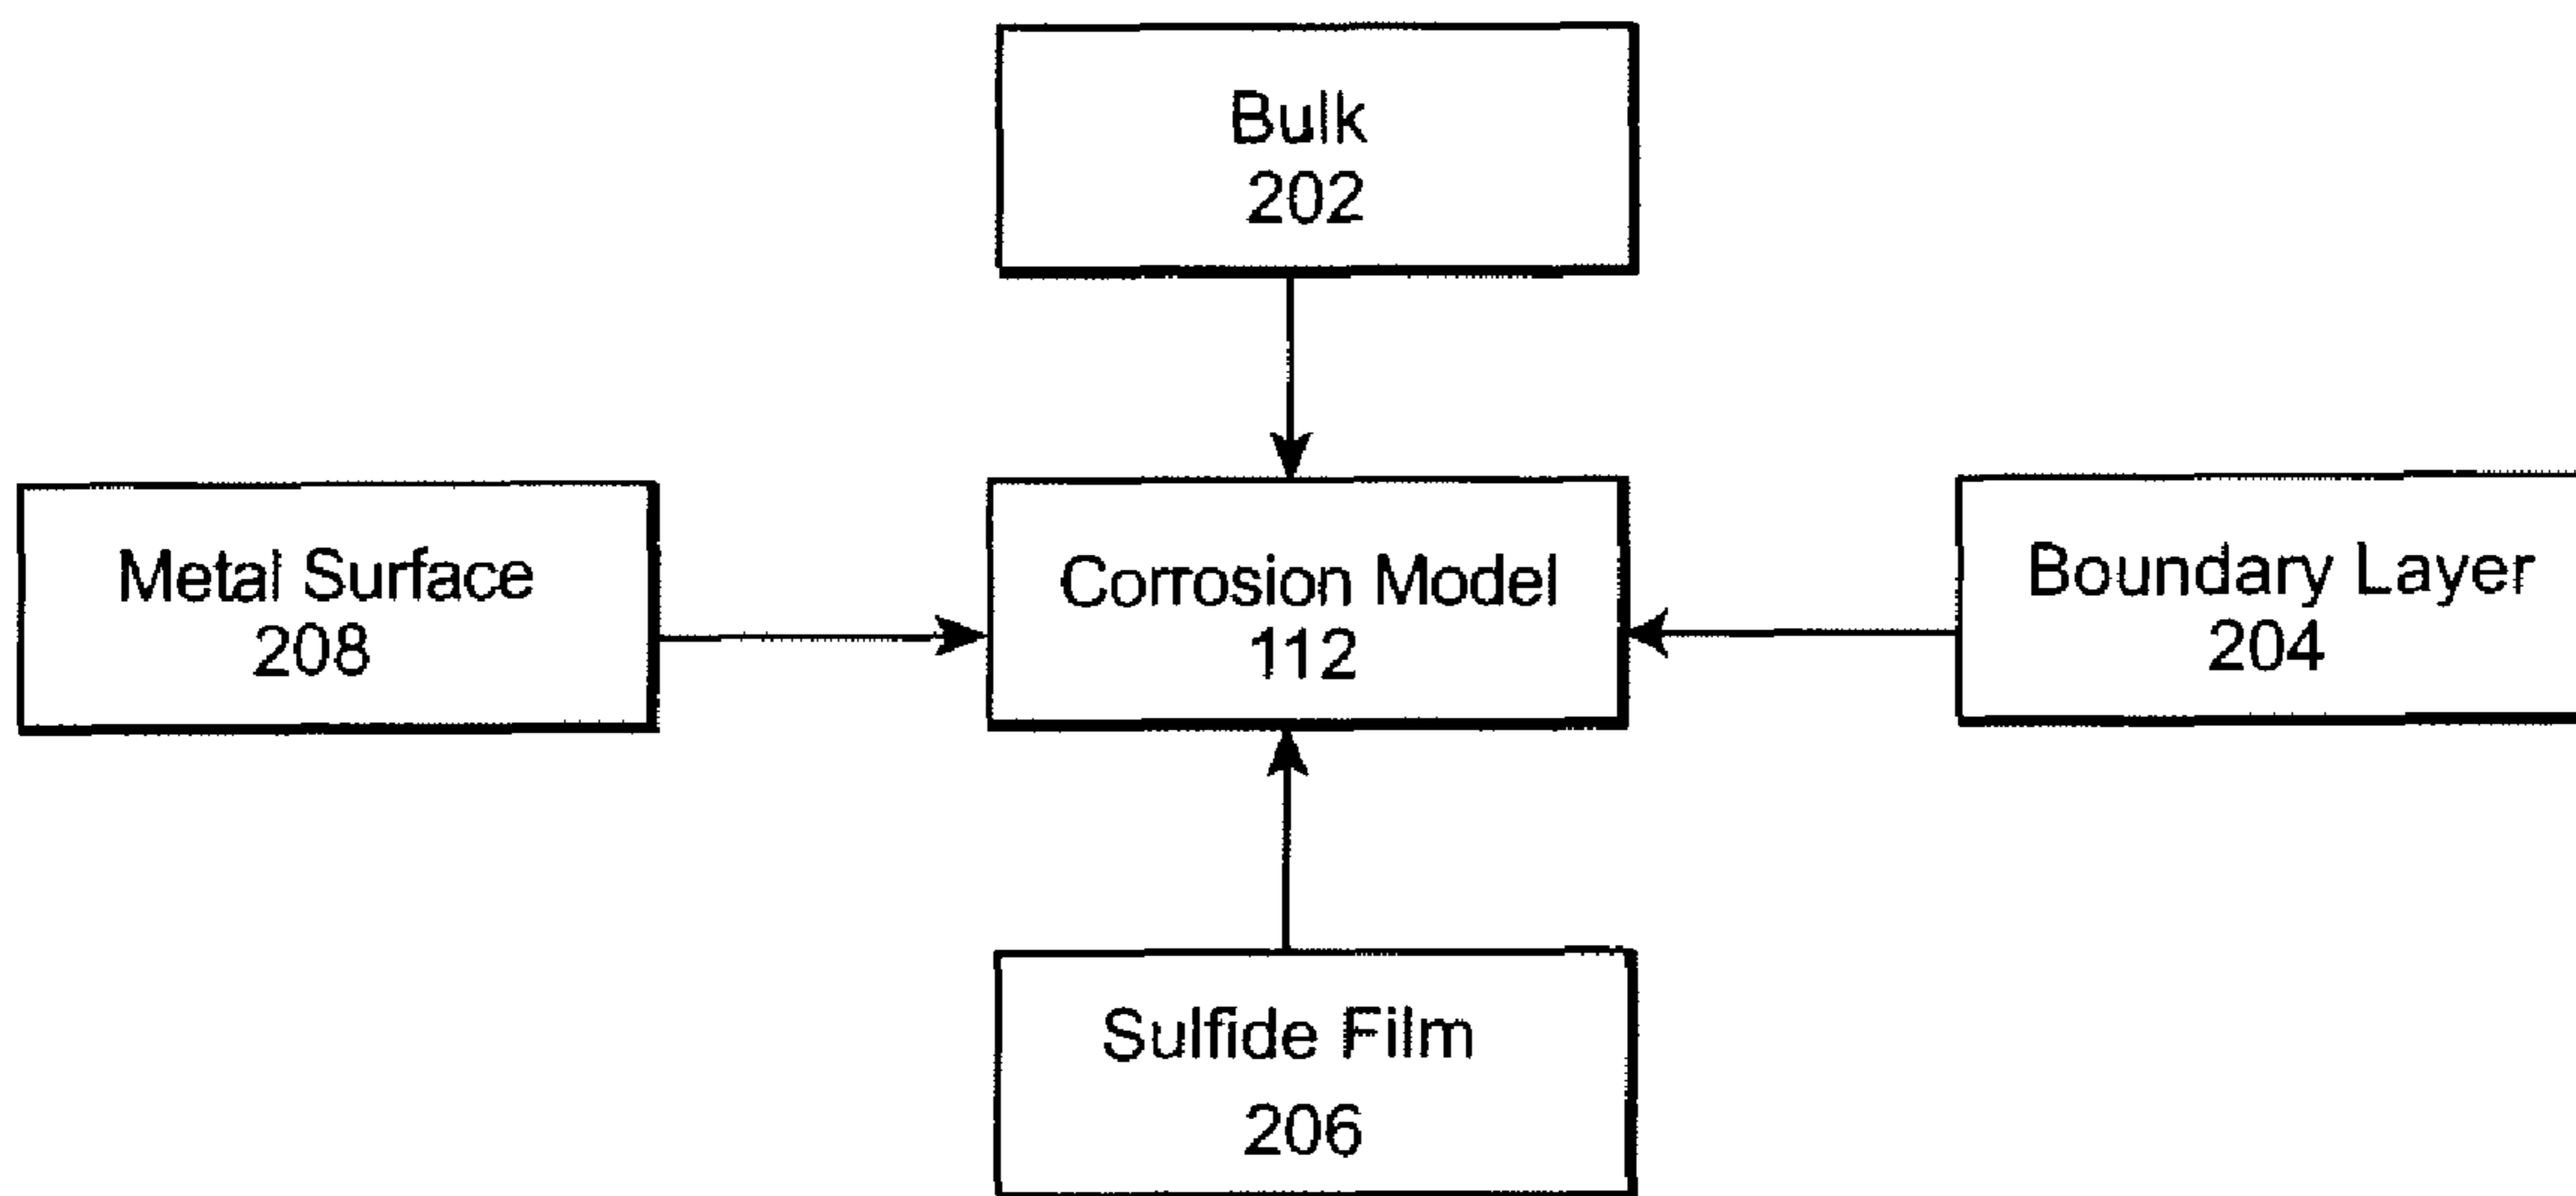 Bulk
202
Metal Surface
208
Corrosion Model
112
Boundary Layer
204
Sulfide Film
206